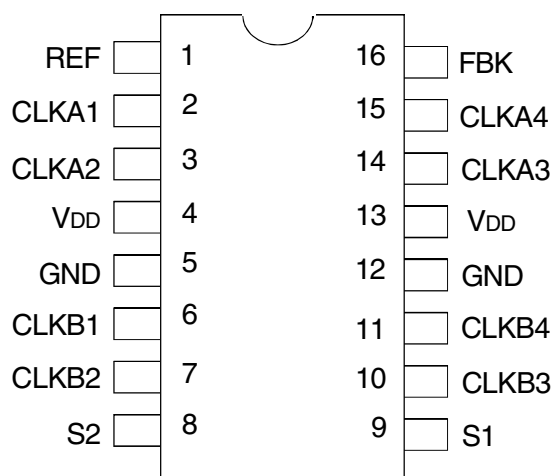 REF 1 16 FBK
CLKA1 2 15 CLKA4
CLKA2 3 14 CLKA3
VDD 4 13 VDD
GND 5 12 GND
CLKB1 6 11 CLKB4
CLKB2 7 10 CLKB3
S2 8 9 S1